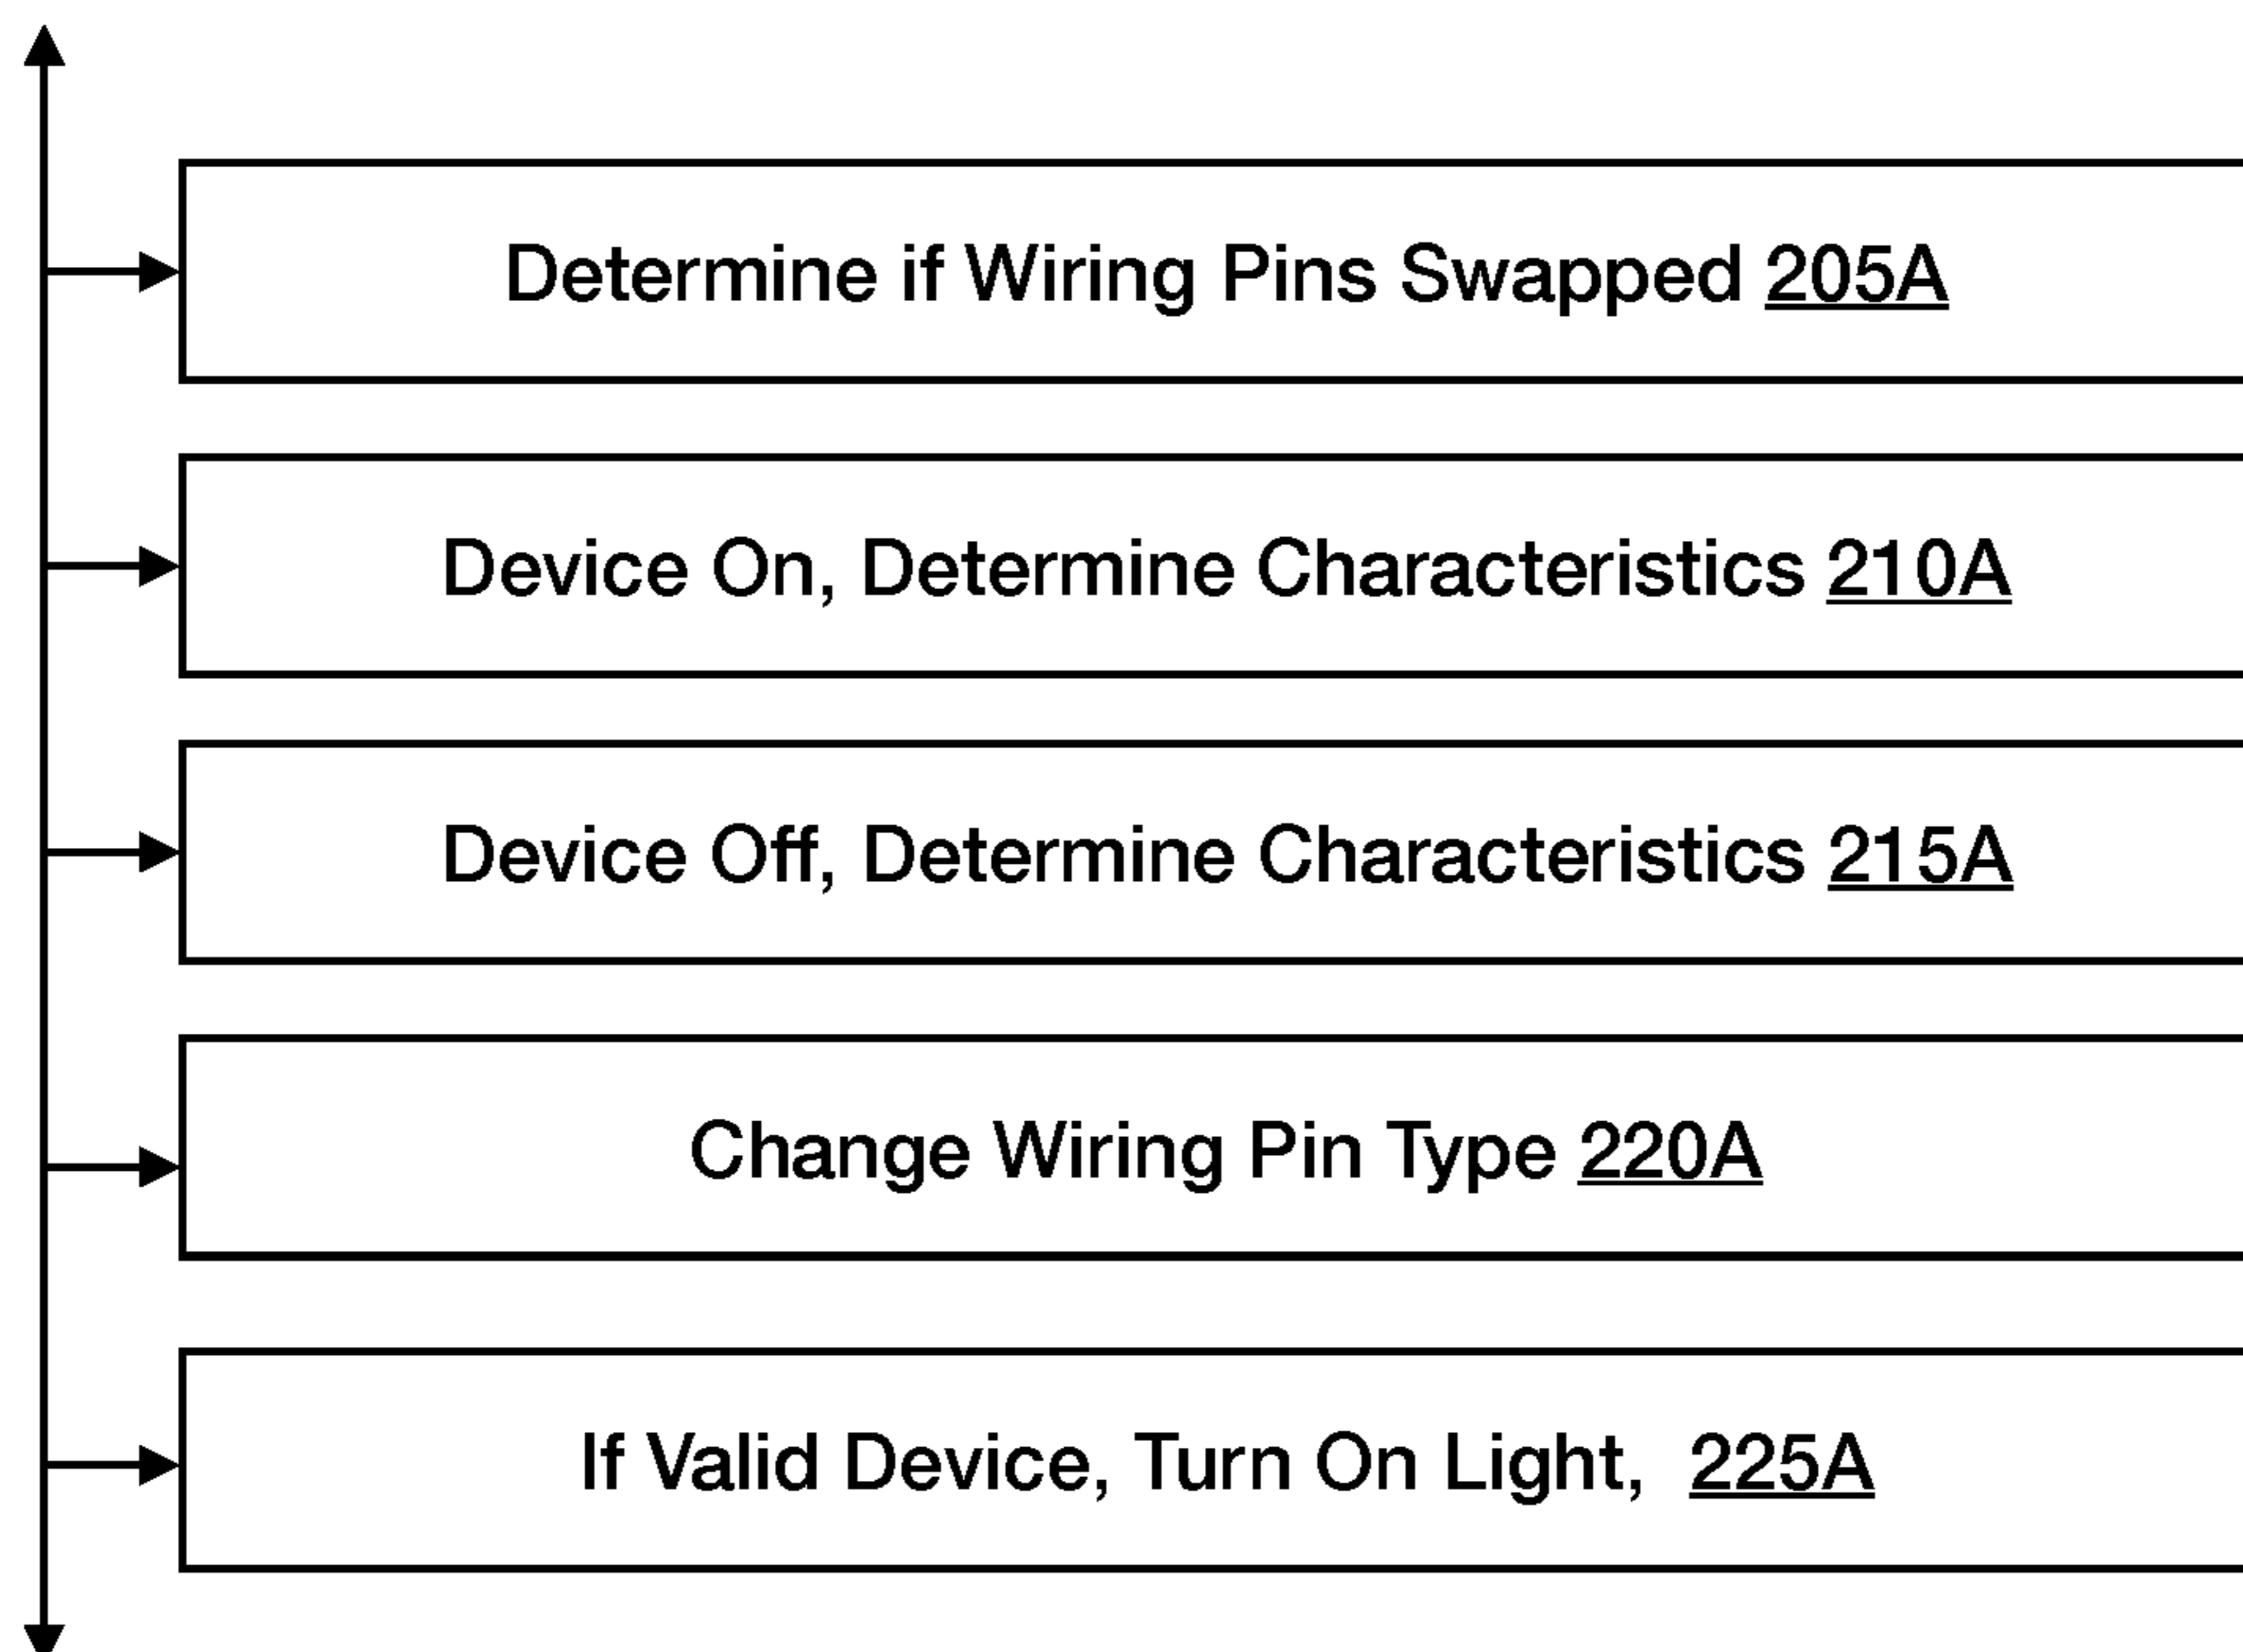 Determine if Wiring Pins Swapped 205A
Device On, Determine Characteristics 210A
Device Off, Determine Characteristics 215A
Change Wiring Pin Type 220A
If Valid Device, Turn On Light, 225A